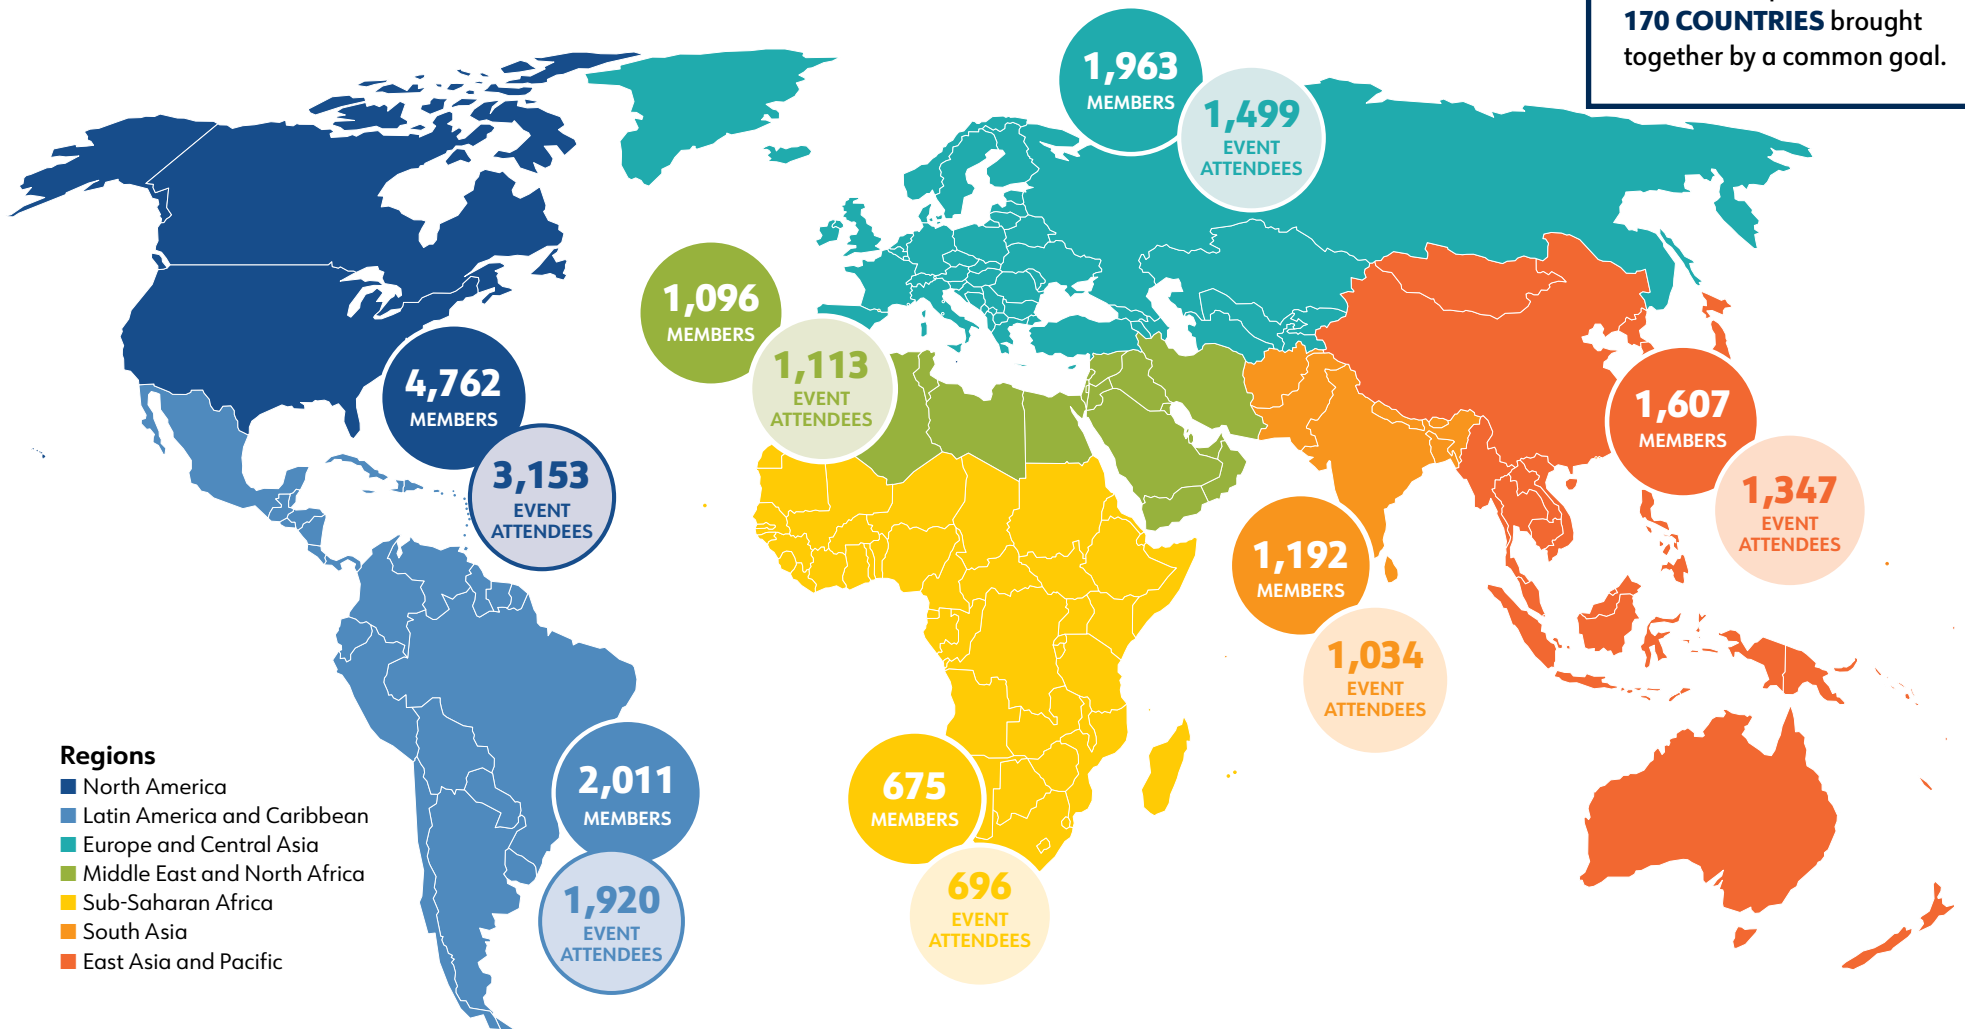 170 COUNTRIES brought
together by a common goal.
1,963
MEMBERS
1,499
EVENT
ATTENDEES
1,096
MEMBERS
1,113
EVENT
ATTENDEES
4,762
MEMBERS
3,153
EVENT
ATTENDEES
1,607
MEMBERS
1,347
EVENT
ATTENDEES
1,192
MEMBERS
1,034
EVENT
ATTENDEES
2,011
MEMBERS
1,920
EVENT
ATTENDEES
675
MEMBERS
696
EVENT
ATTENDEES
Regions
North America
Latin America and Caribbean
Europe and Central Asia
Middle East and North Africa
Sub-Saharan Africa
South Asia
East Asia and Pacific